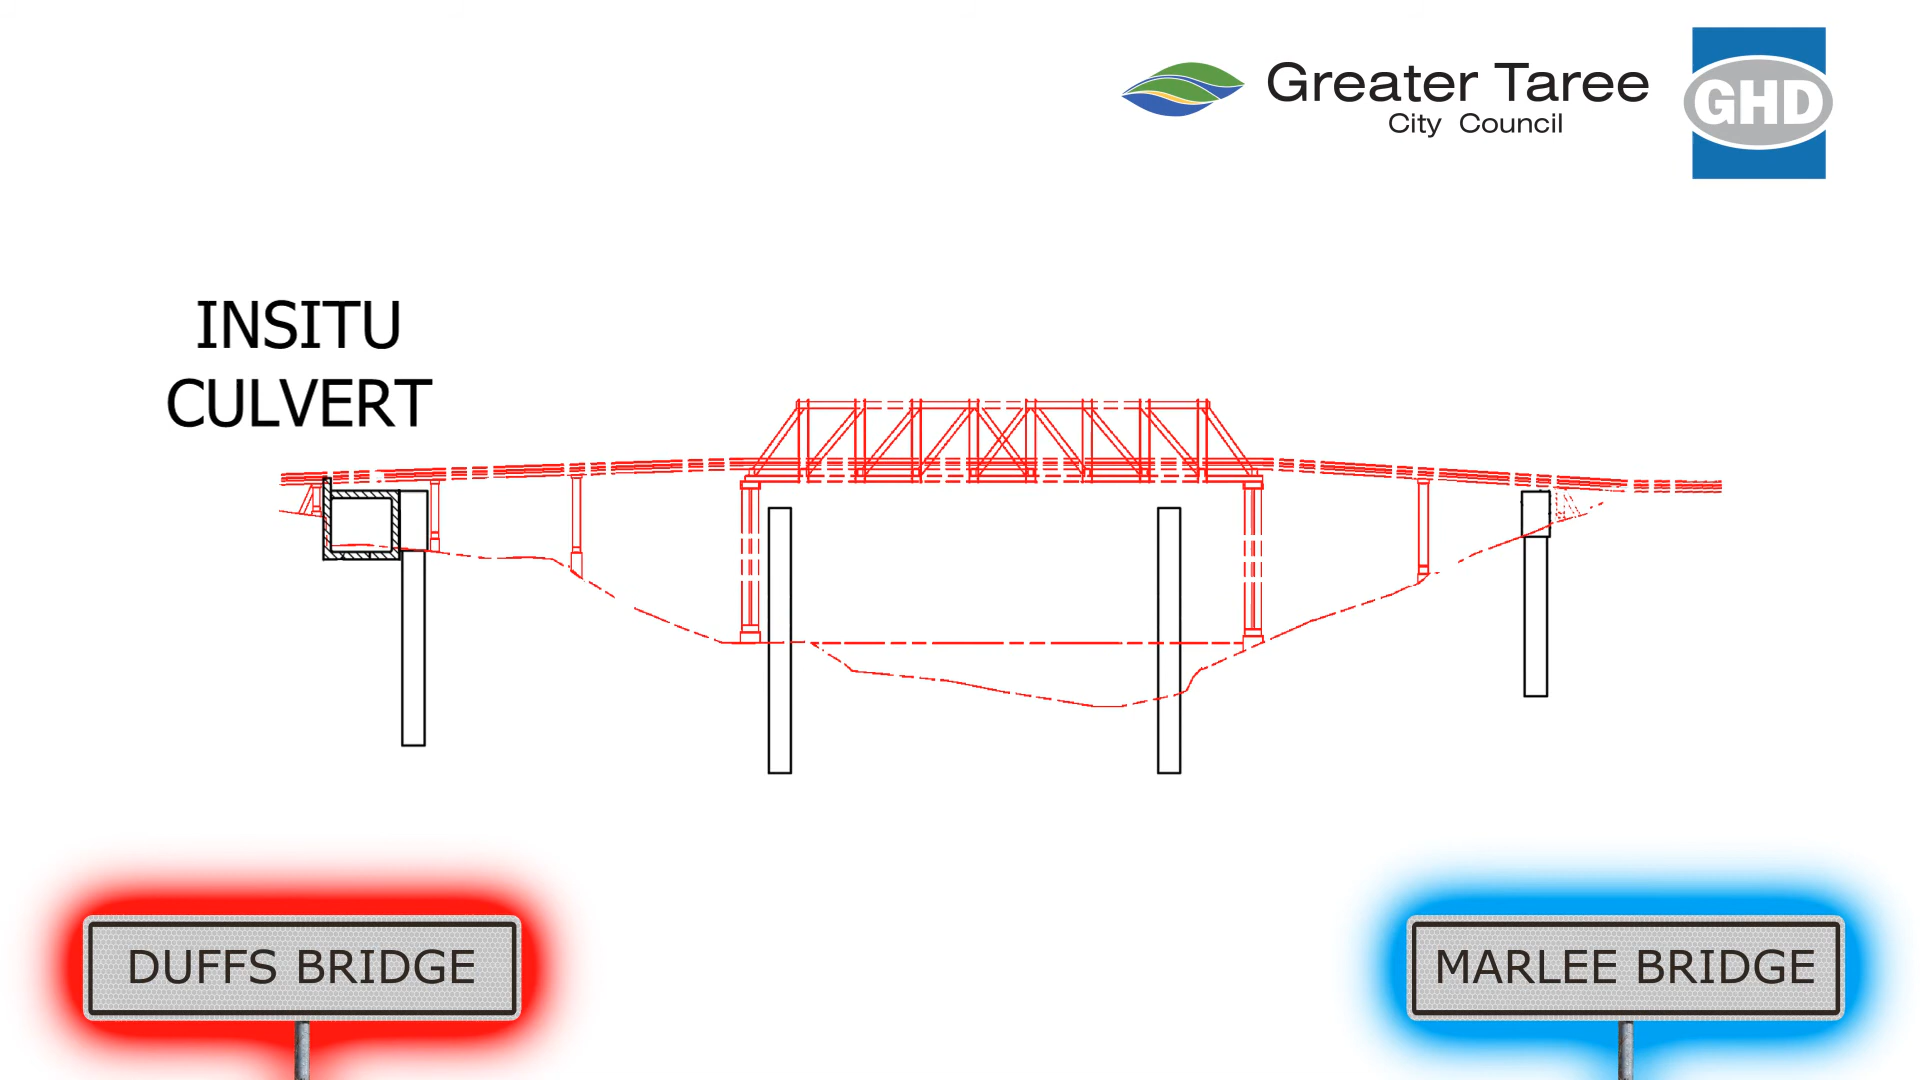 Greater Taree
City Council
GHD
INSITU
CULVERT
DUFFS BRIDGE
MARLEE BRIDGE